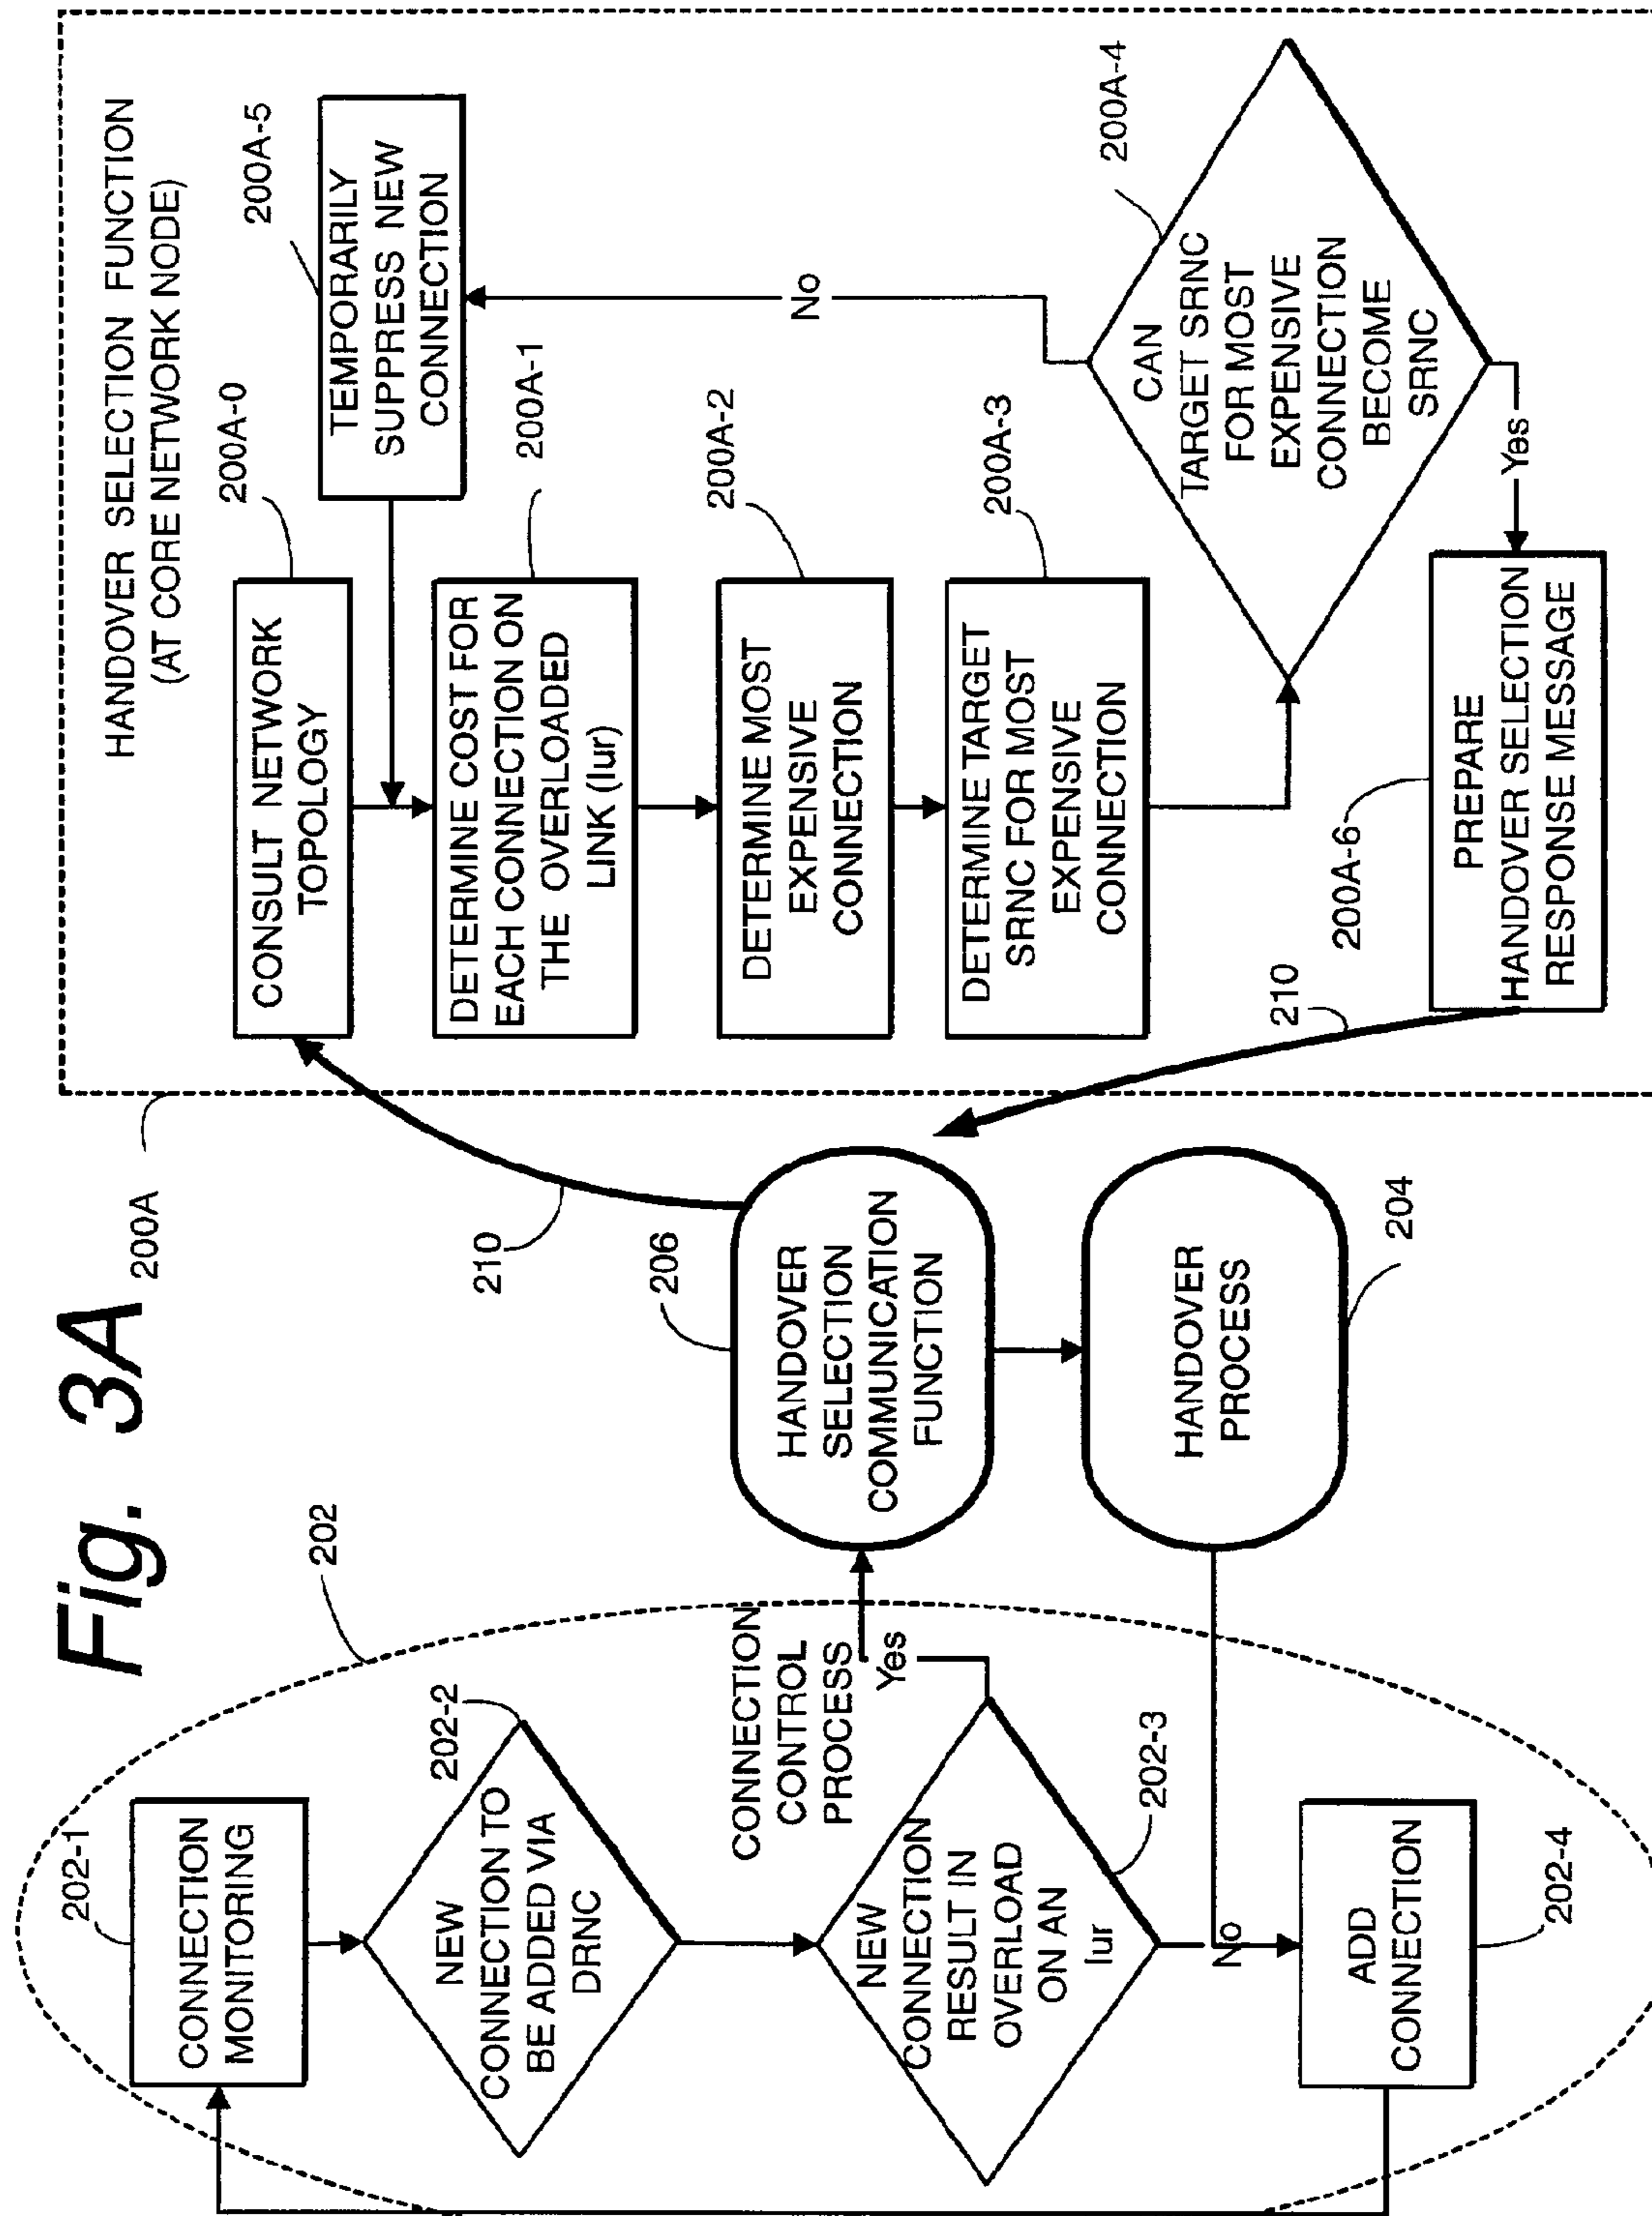 Fig. 3A
202
202-1
CONNECTION
MONITORING
202-2
NEW
CONNECTION TO
BE ADDED VIA
DRNC
CONNECTION
CONTROL
PROCESS
Yes
NEW
CONNECTION
RESULT IN
OVERLOAD
ON AN
Iur
202-3
No
ADD
CONNECTION
202-4
206
HANDOVER
SELECTION
COMMUNICATION
FUNCTION
HANDOVER
PROCESS
204
210
200A
HANDOVER SELECTION FUNCTION
(AT CORE NETWORK NODE)
200A-0
CONSULT NETWORK
TOPOLOGY
200A-5
TEMPORARILY
SUPPRESS NEW
CONNECTION
200A-1
DETERMINE COST FOR
EACH CONNECTION ON
THE OVERLOADED
LINK (Iur)
200A-2
DETERMINE MOST
EXPENSIVE
CONNECTION
200A-3
DETERMINE TARGET
SRNC FOR MOST
EXPENSIVE
CONNECTION
No
200A-4
CAN
TARGET SRNC
FOR MOST
EXPENSIVE
CONNECTION
BECOME
SRNC
Yes
200A-6
PREPARE
HANDOVER SELECTION
RESPONSE MESSAGE
210